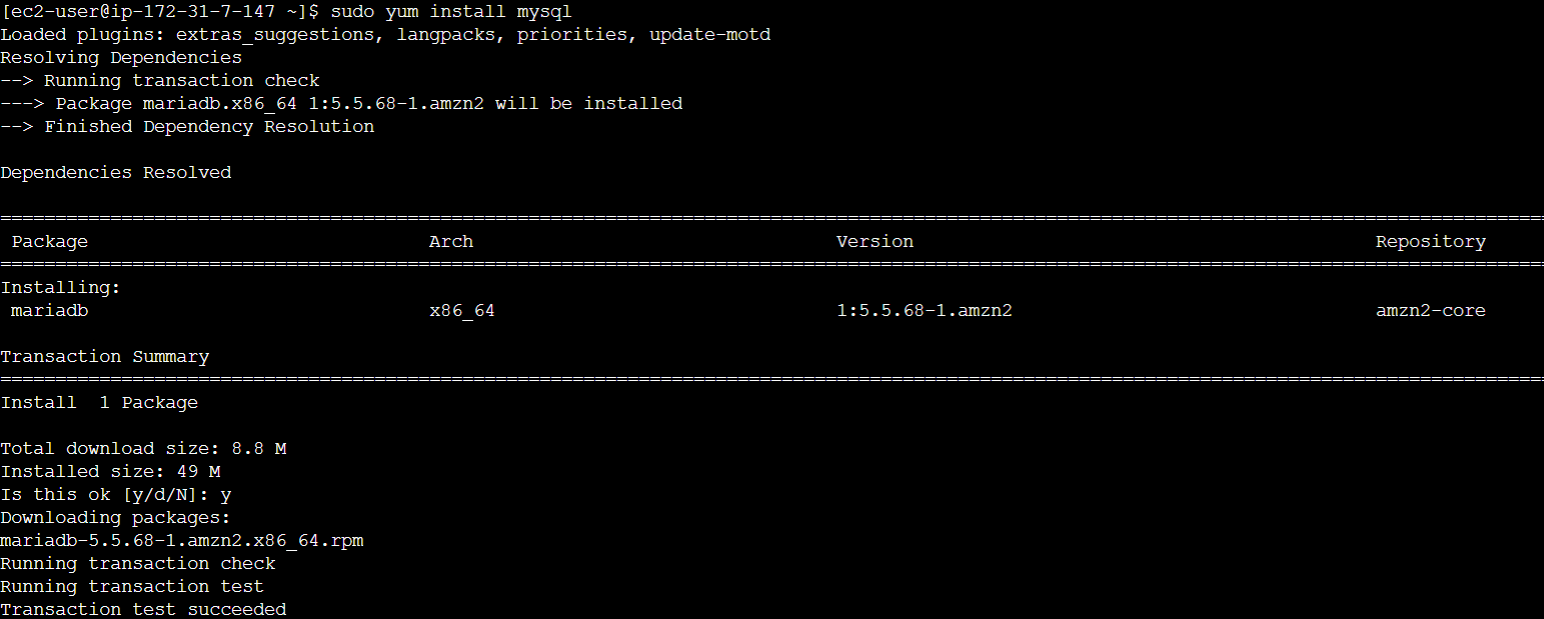 [ec2-user@ip-172-31-7-147 ~]$ sudo yum install mysql
Loaded plugins: extras_suggestions, langpacks, priorities, update-motd
Resolving Dependencies
--> Running transaction check
---> Package mariadb.x86_64 1:5.5.68-1.amzn2 will be installed
--> Finished Dependency Resolution
Dependencies Resolved
================================================================================
Package Arch Version Repository
================================================================================
Installing:
mariadb x86_64 1:5.5.68-1.amzn2 amzn2-core
Transaction Summary
================================================================================
Install 1 Package
Total download size: 8.8 M
Installed size: 49 M
Is this ok [y/d/N]: y
Downloading packages:
mariadb-5.5.68-1.amzn2.x86_64.rpm
Running transaction check
Running transaction test
Transaction test succeeded